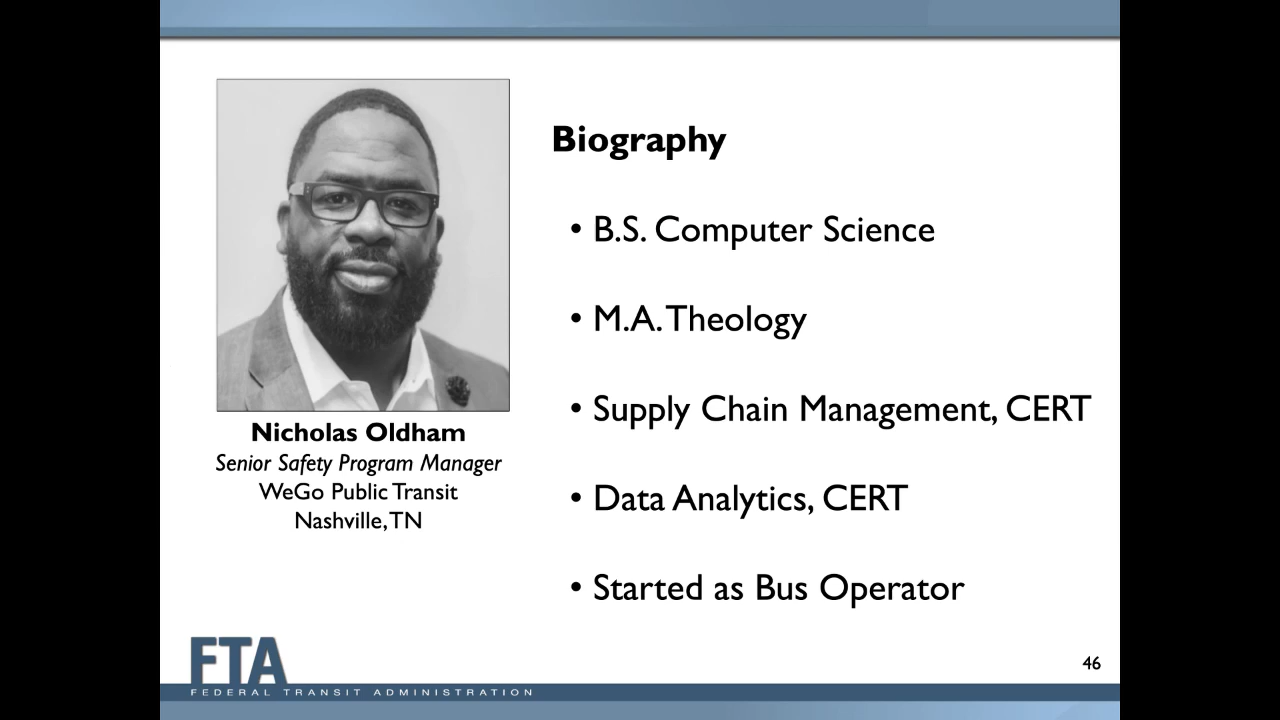 Biography
• B.S. Computer Science
• M.A. Theology
• Supply Chain Management, CERT
• Data Analytics, CERT
• Started as Bus Operator
Nicholas Oldham
Senior Safety Program Manager
WeGo Public Transit
Nashville, TN
FTA
FEDERAL TRANSIT ADMINISTRATION
46